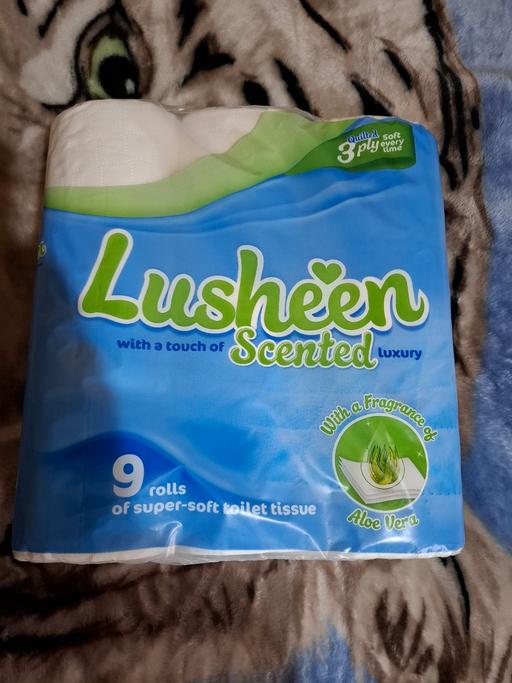 Quilted
3 ply soft every time
Lusheen
with a touch of Scented luxury
With a Fragrance of
Aloe Vera
9 rolls
of super-soft toilet tissue